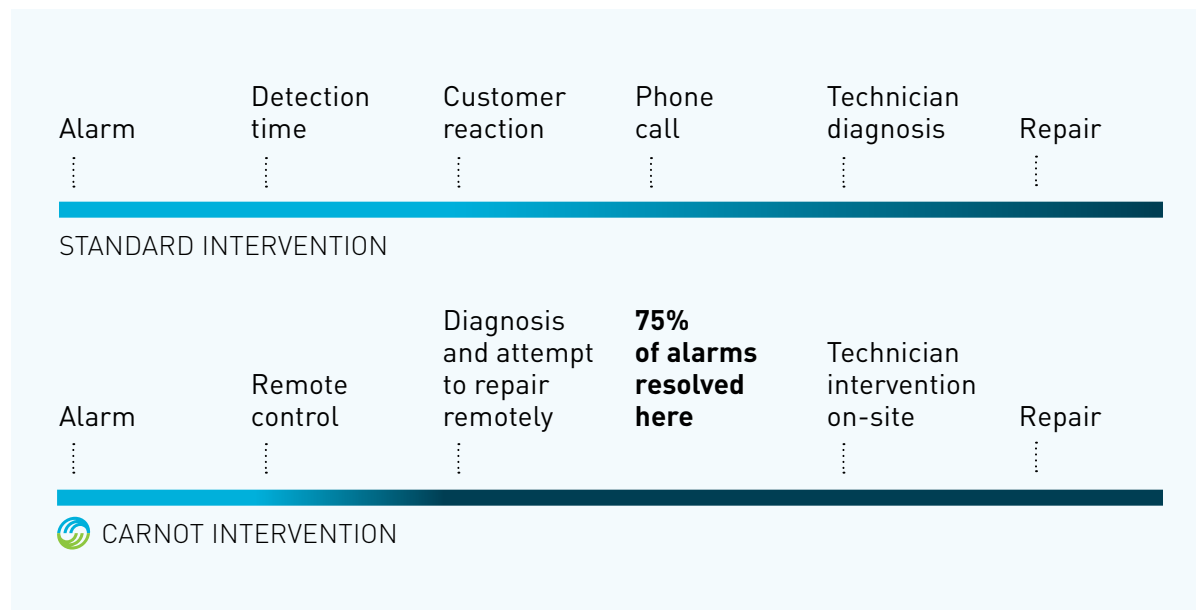 Alarm
Detection
time
Customer
reaction
Phone
call
Technician
diagnosis
Repair
STANDARD INTERVENTION
Alarm
Remote
control
Diagnosis
and attempt
to repair
remotely
75%
of alarms
resolved
here
Technician
intervention
on-site
Repair
CARNOT INTERVENTION